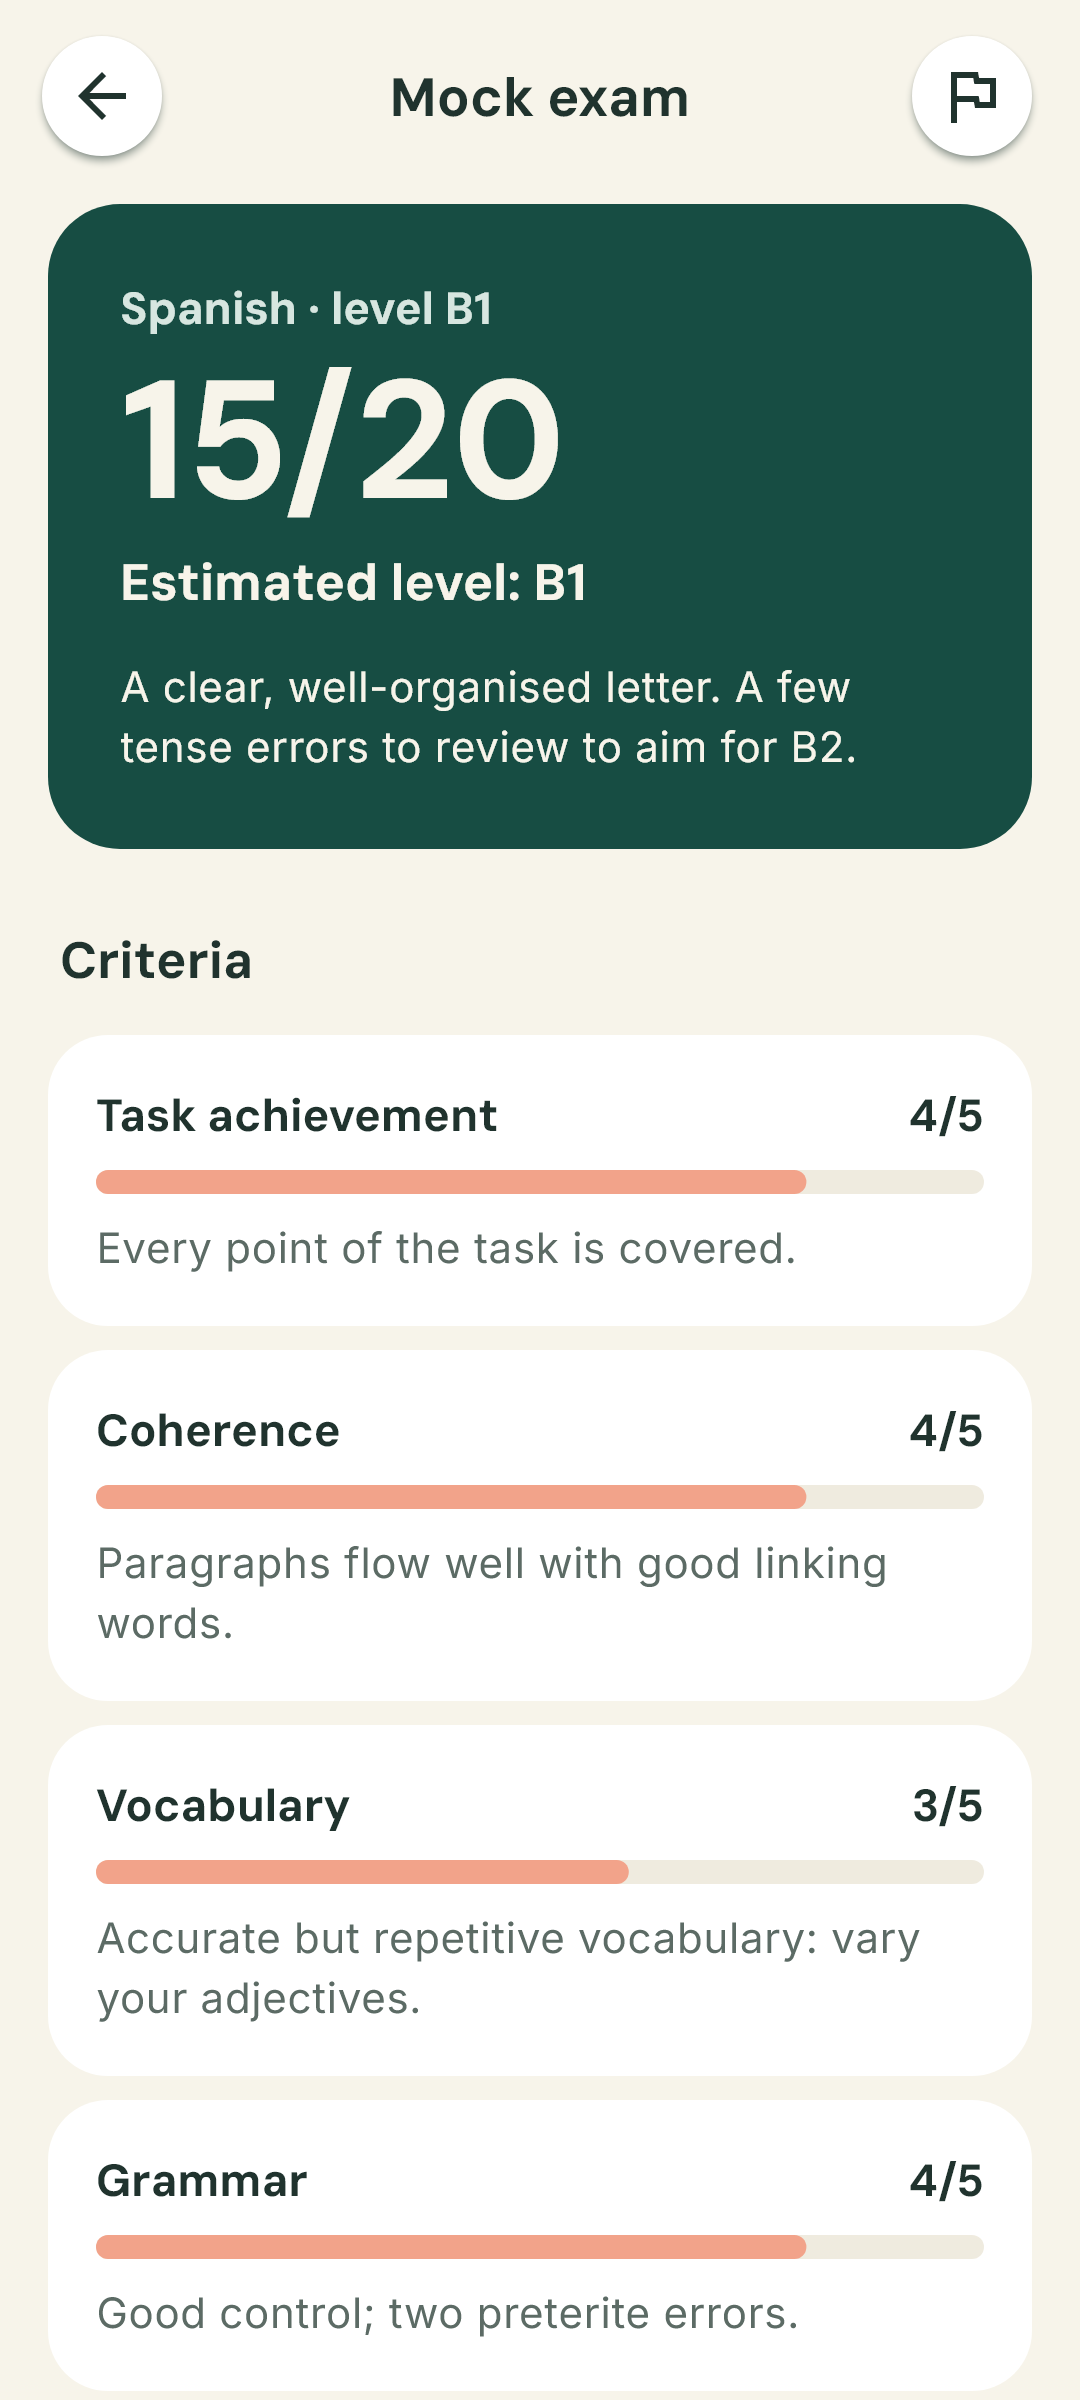 Mock exam
Spanish · level B1
15/20
Estimated level: B1
A clear, well-organised letter. A few
tense errors to review to aim for B2.
Criteria
Task achievement 4/5
Every point of the task is covered.
Coherence 4/5
Paragraphs flow well with good linking
words.
Vocabulary 3/5
Accurate but repetitive vocabulary: vary
your adjectives.
Grammar 4/5
Good control; two preterite errors.